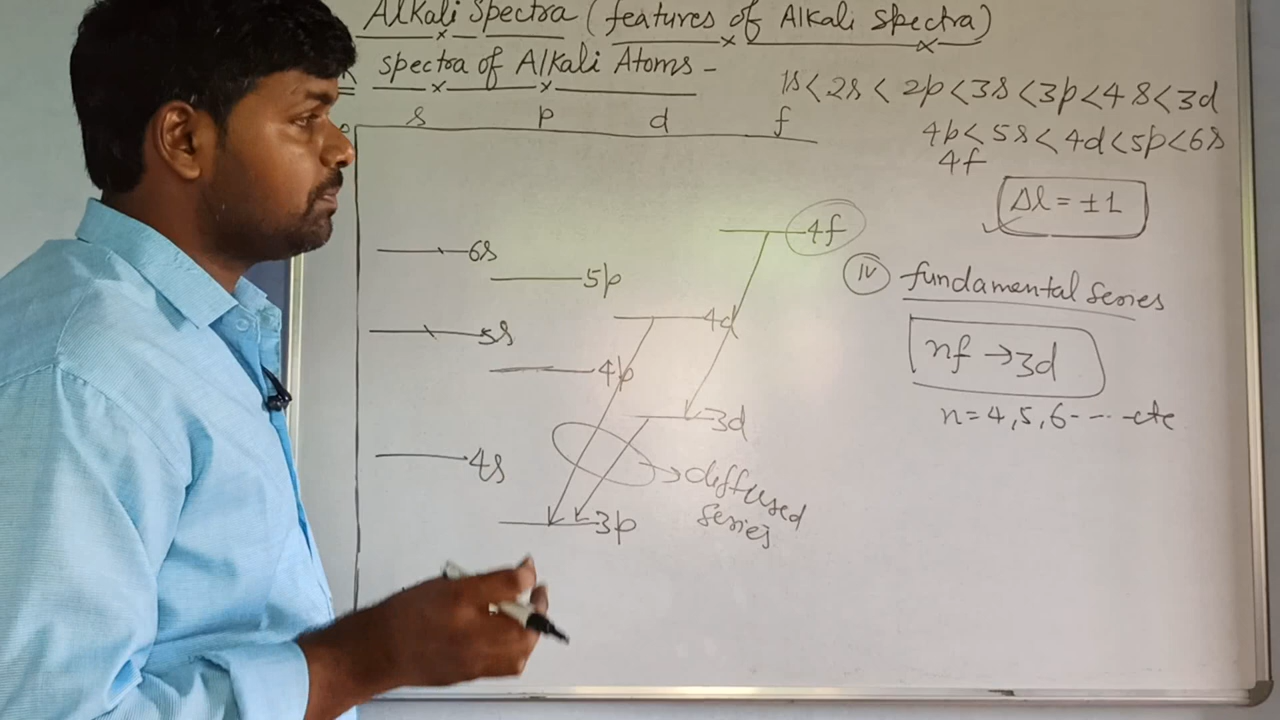 Alkali Spectra (features of Alkali spectra)
spectra of Alkali Atoms -
1s < 2s < 2p < 3s < 3p < 4s < 3d
4p < 5s < 4d < 5p < 6s
4f
s p d f
Δl = ±1
6s
5p
4f
5s
4d
4p
3d
4s
3p
diffused
series
iv fundamental series
nf → 3d
n = 4, 5, 6 - - - - etc